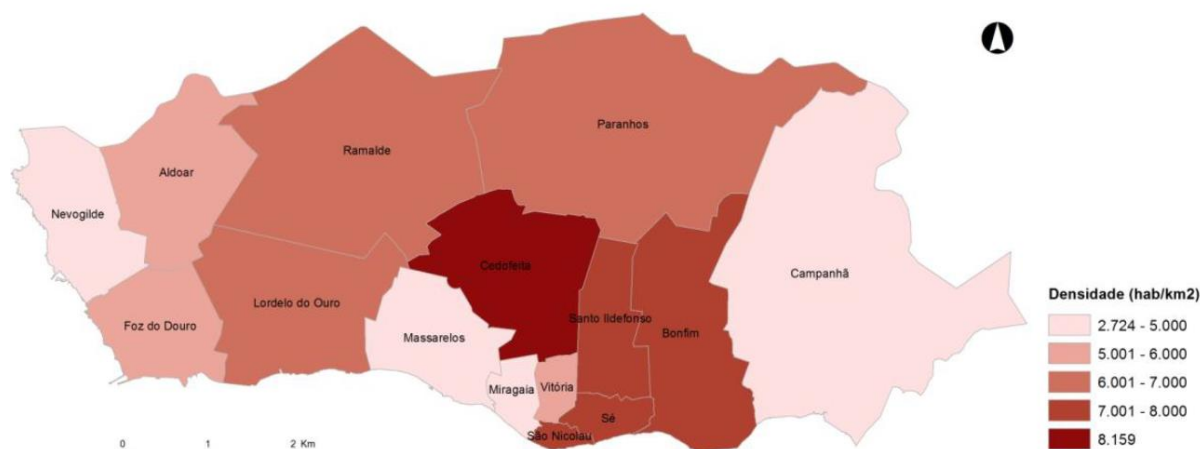 Paranhos
Ramalde
Aldoar
Nevogilde
Cedofeita
Campanhã
Lordelo do Ouro
Santo Ildefonso
Foz do Douro
Bonfim
Massarelos
Miragaia
Vitória
Sé
São Nicolau
0 1 2 Km
Densidade (hab/km2)
2.724 - 5.000
5.001 - 6.000
6.001 - 7.000
7.001 - 8.000
8.159